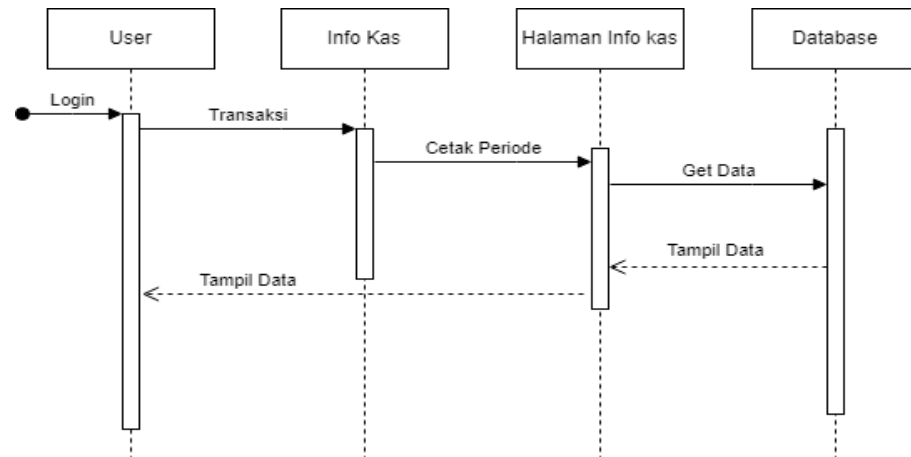 User
Info Kas
Halaman Info kas
Database
Login
Transaksi
Cetak Periode
Get Data
Tampil Data
Tampil Data